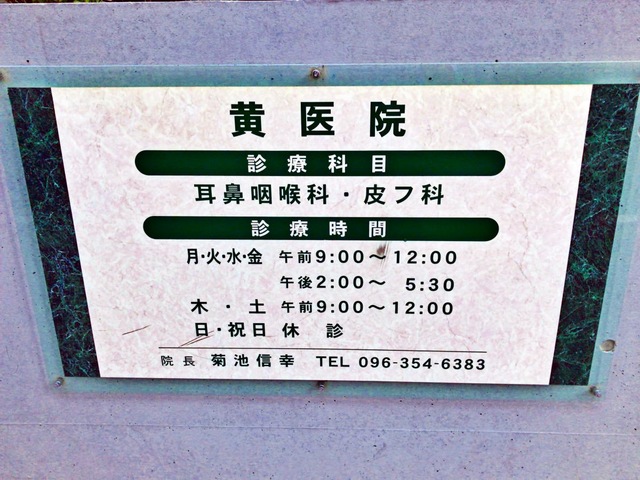 黄医院
診療科目
耳鼻咽喉科・皮フ科
診療時間
月・火・水・金 午前9:00～12:00
午後2:00～ 5:30
木・土 午前9:00～12:00
日・祝日 休 診
院長 菊池信幸 TEL 096-354-6383